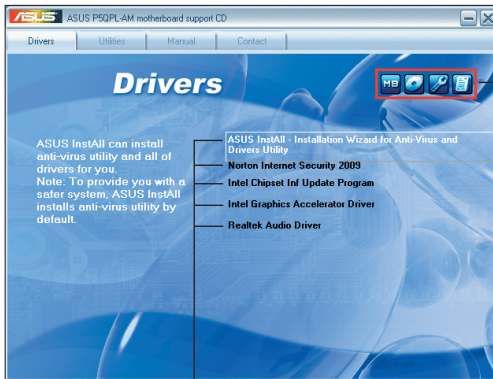 ASUS ASUS P5QPL-AM motherboard support CD
Drivers Utilities Manual Contact
Drivers
MB
ASUS InstAll can install
anti-virus utility and all of
drivers for you.
Note: To provide you with a
safer system, ASUS InstAll
installs anti-virus utility by
default.
ASUS InstAll - Installation Wizard for Anti-Virus and
Drivers Utility
Norton Internet Security 2009
Intel Chipset Inf Update Program
Intel Graphics Accelerator Driver
Realtek Audio Driver